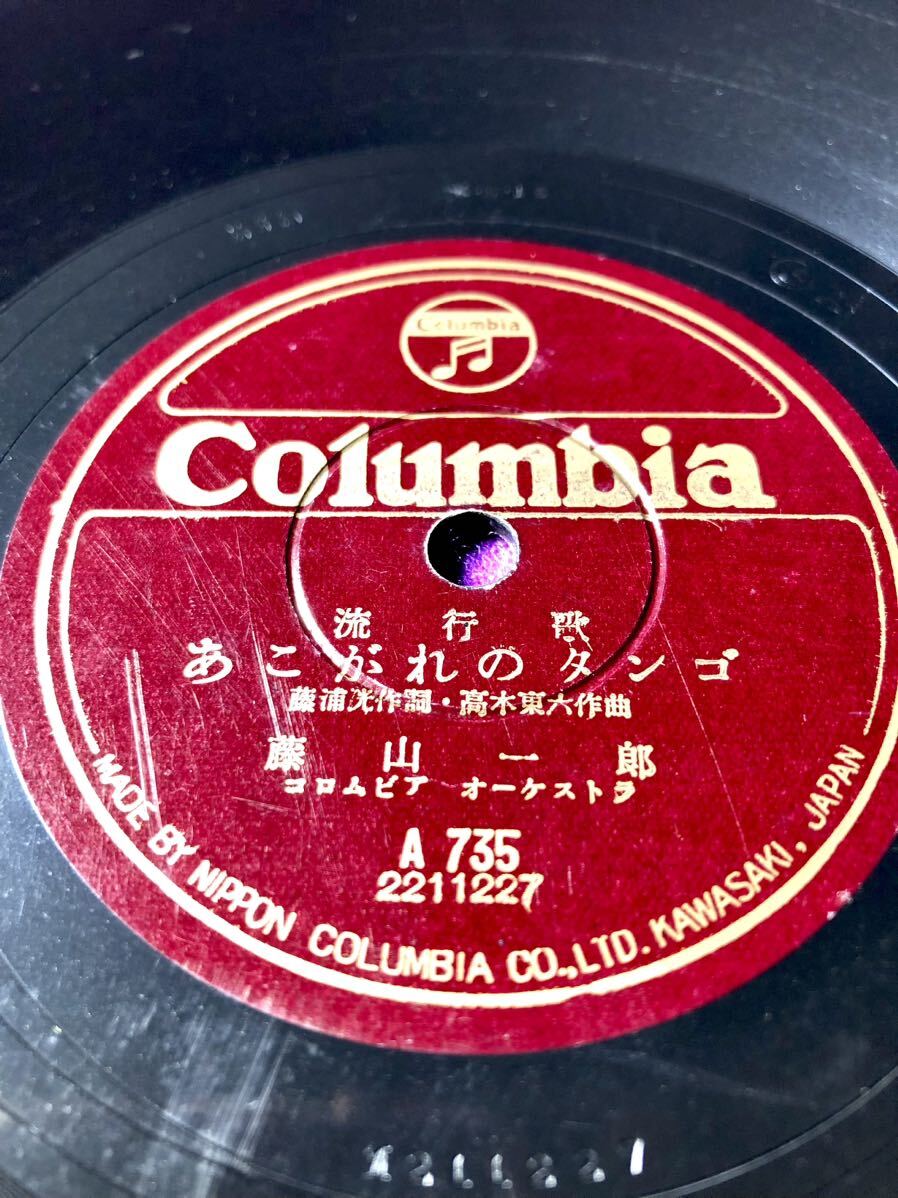 Columbia
Columbia
流行歌
あこがれのタンゴ
藤浦洸作詞・高木東六作曲
藤山一郎
コロムビア オーケストラ
A 735
2211227
MADE BY NIPPON COLUMBIA CO., LTD. KAWASAKI, JAPAN